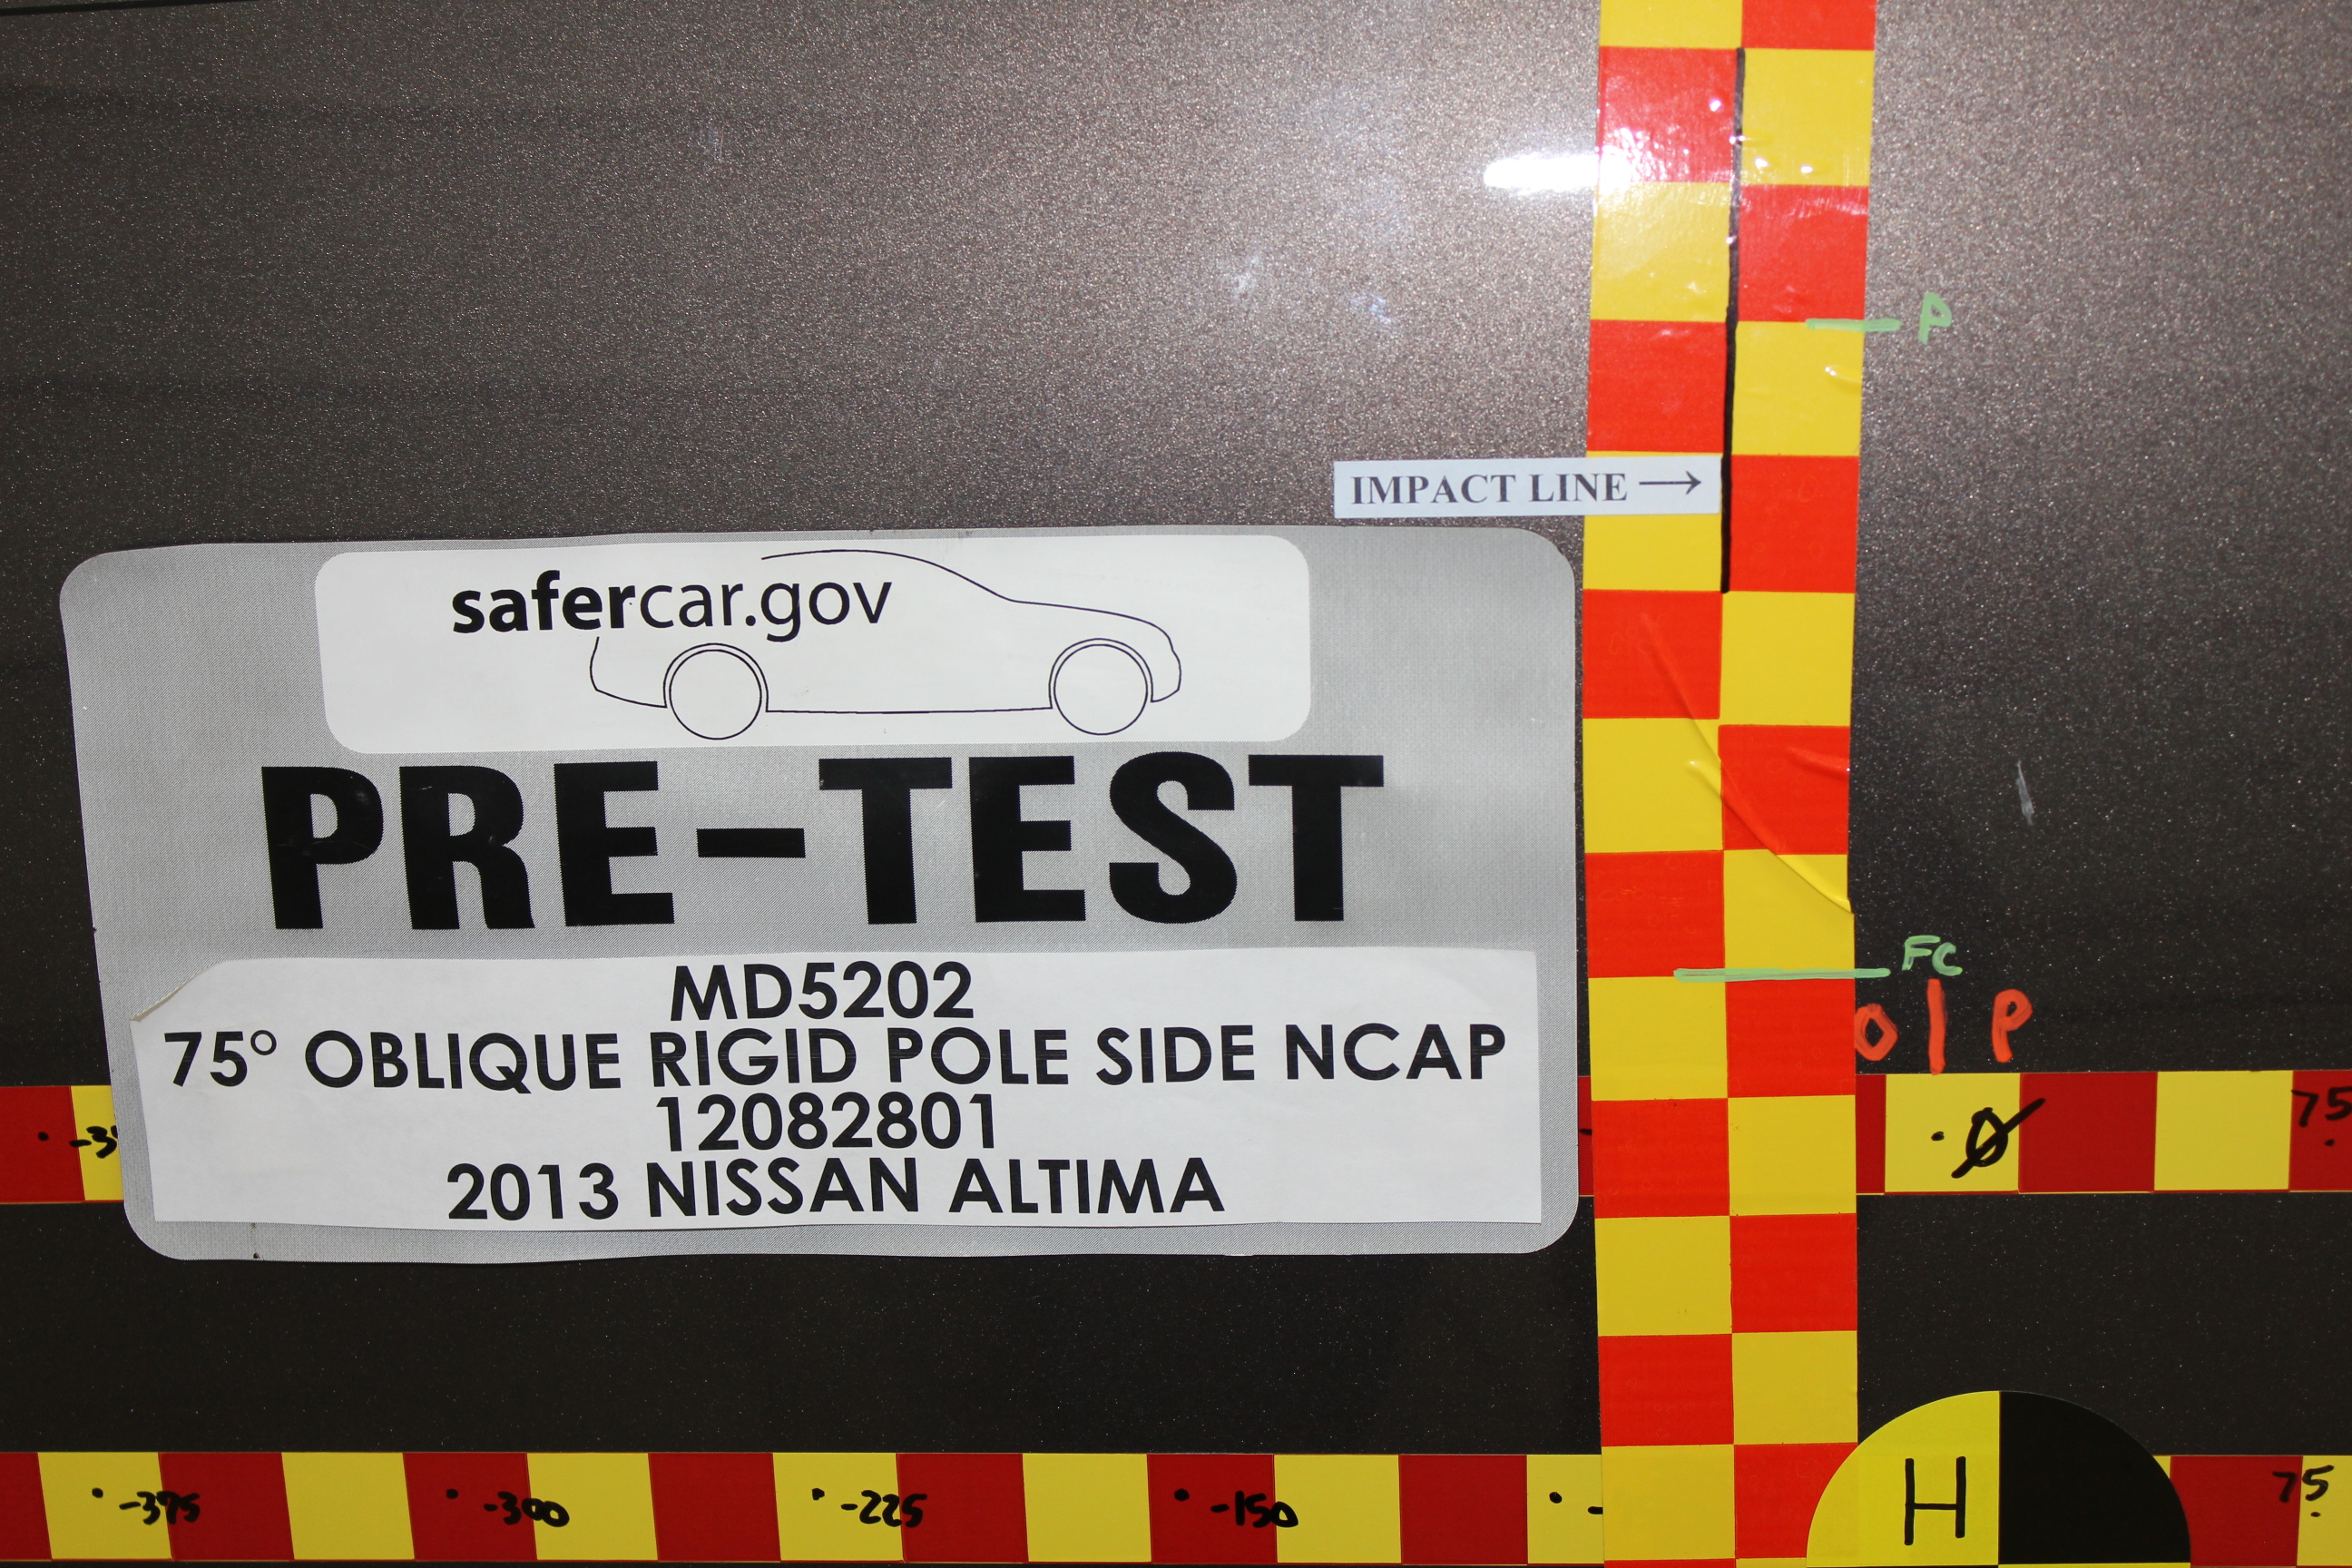 P
IMPACT LINE →
safercar.gov
PRE-TEST
FC
MD5202
O | P
75° OBLIQUE RIGID POLE SIDE NCAP
12082801
2013 NISSAN ALTIMA
Ø
75
-375
-300
-225
-150
H
75